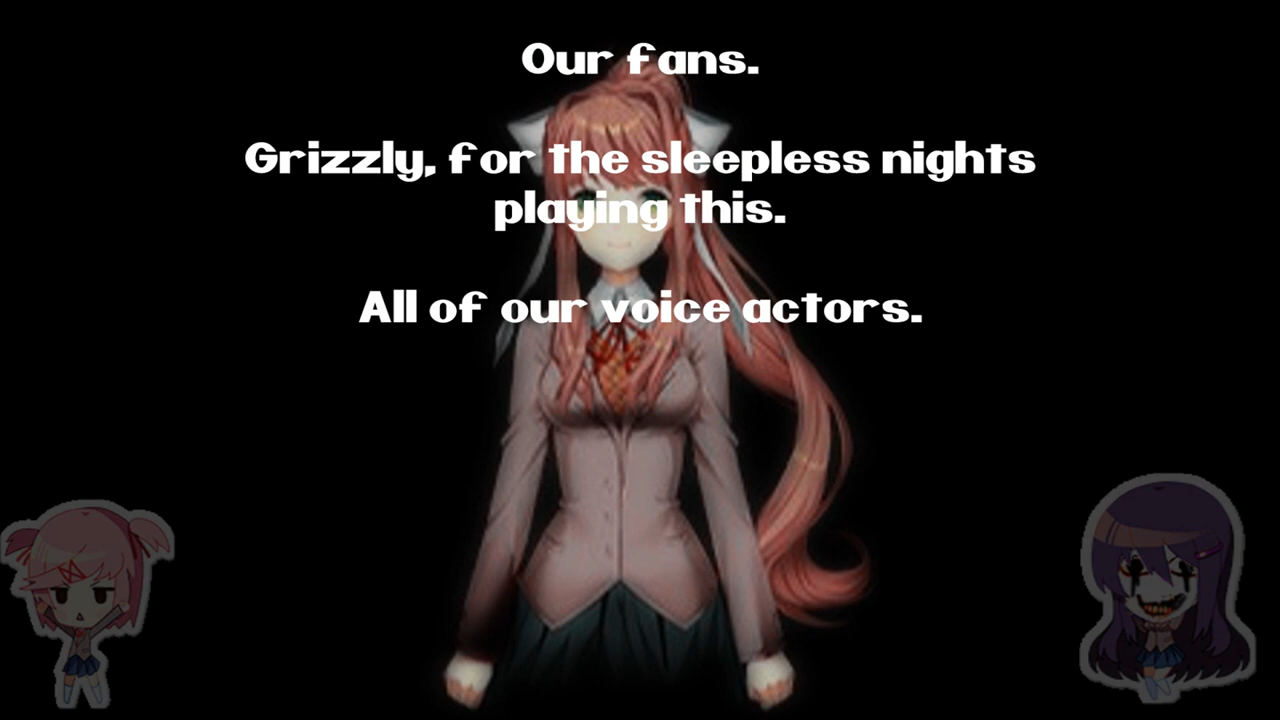 Our fans.
Grizzly, for the sleepless nights
playing this.
All of our voice actors.